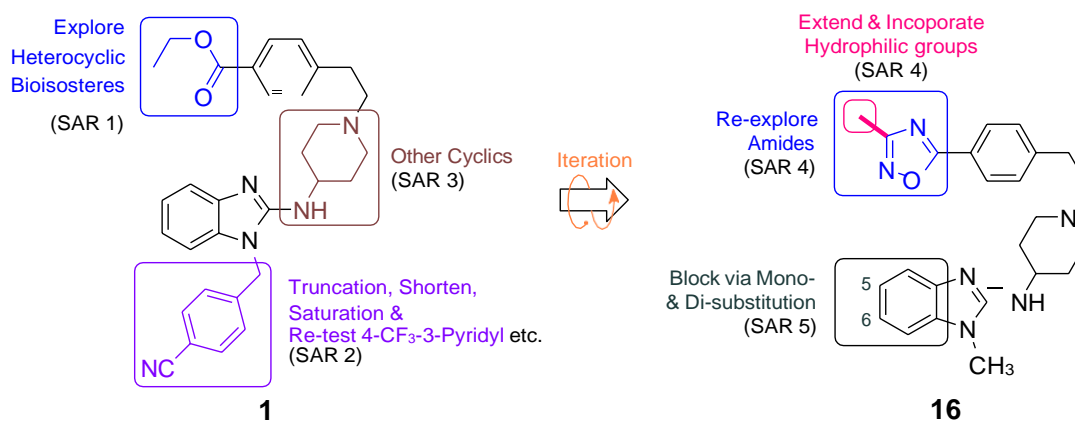 Explore
Heterocyclic
Bioisosteres
(SAR 1)
O
O
N
Other Cyclics
(SAR 3)
N
NH
N
Truncation, Shorten,
Saturation &
Re-test 4-CF₃-3-Pyridyl etc.
(SAR 2)
NC
1
Iteration
Extend & Incoporate
Hydrophilic groups
(SAR 4)
Re-explore
Amides
(SAR 4)
N
N
O
N
Block via Mono-
& Di-substitution
(SAR 5)
5
6
N
NH
N
CH₃
16